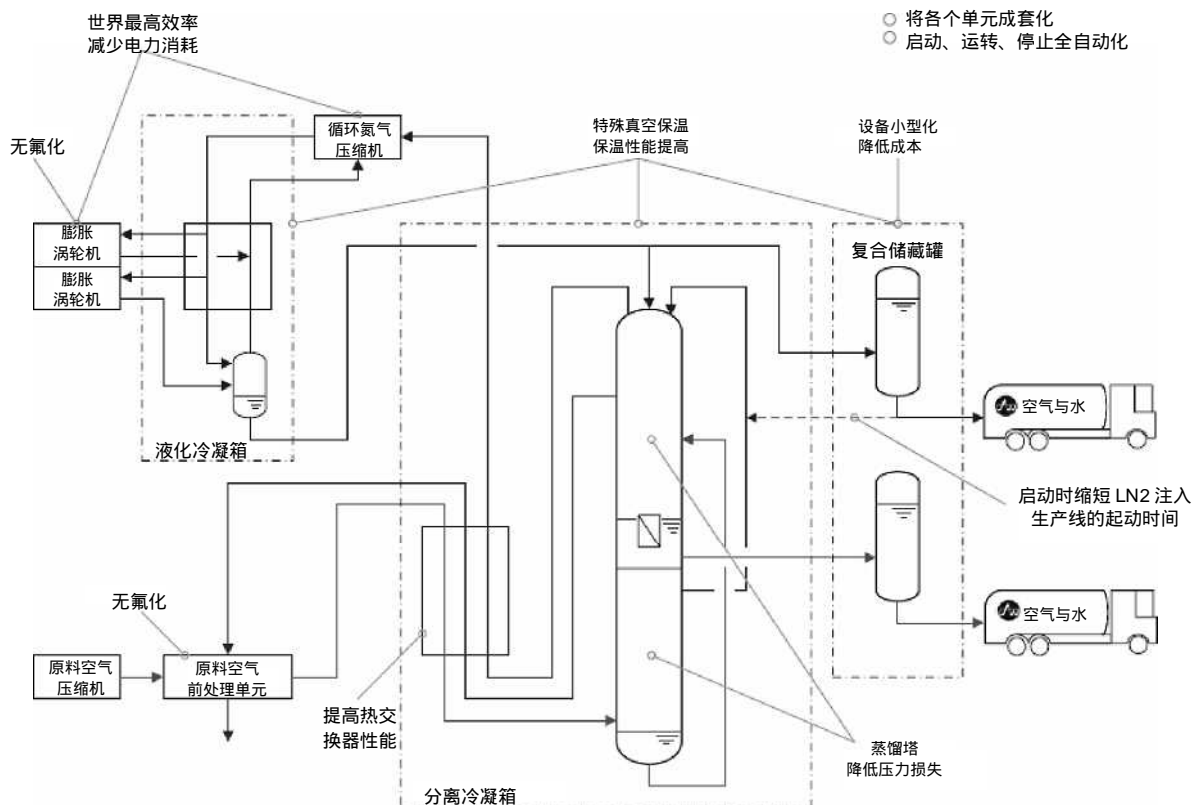 世界最高效率
减少电力消耗
将各个单元成套化
启动、运转、停止全自动化
无氟化
循环氮气
压缩机
特殊真空保温
保温性能提高
设备小型化
降低成本
膨胀
涡轮机
膨胀
涡轮机
复合储藏罐
空气与水
液化冷凝箱
启动时缩短 LN2 注入
生产线的起动时间
无氟化
空气与水
原料空气
压缩机
原料空气
前处理单元
提高热交
换器性能
蒸馏塔
降低压力损失
分离冷凝箱